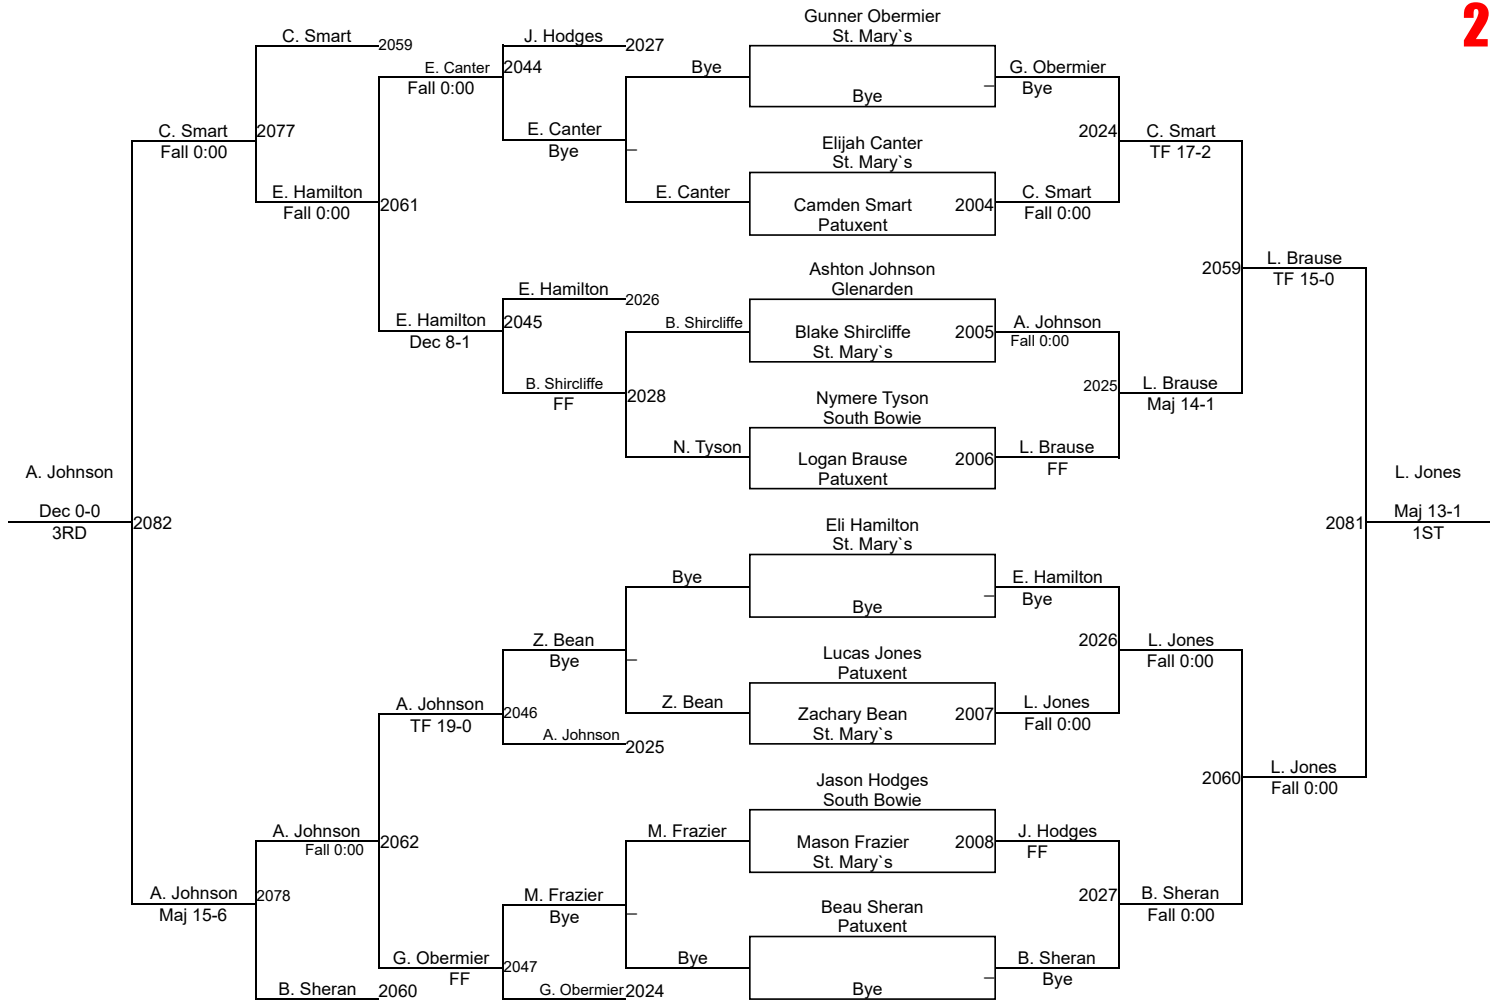 2
Gunner Obermier
C. Smart
2059
J. Hodges
2027
St. Mary`s
E. Canter
2044
Bye
G. Obermier
Fall 0:00
Bye
Bye
C. Smart
2077
E. Canter
Elijah Canter
2024
C. Smart
Fall 0:00
Bye
St. Mary`s
TF 17-2
E. Hamilton
2061
E. Canter
Camden Smart
2004
C. Smart
Fall 0:00
Patuxent
Fall 0:00
Ashton Johnson
2059
L. Brause
E. Hamilton
2026
Glenarden
TF 15-0
E. Hamilton
2045
B. Shircliffe
Blake Shircliffe
2005
A. Johnson
Dec 8-1
St. Mary`s
Fall 0:00
B. Shircliffe
2028
Nymere Tyson
2025
L. Brause
FF
South Bowie
Maj 14-1
N. Tyson
Logan Brause
2006
L. Brause
A. Johnson
Patuxent
FF
L. Jones
Dec 0-0
2082
Eli Hamilton
2081
Maj 13-1
3RD
St. Mary`s
1ST
Bye
E. Hamilton
Bye
Bye
Z. Bean
Lucas Jones
2026
L. Jones
Bye
Patuxent
Fall 0:00
A. Johnson
2046
Z. Bean
Zachary Bean
2007
L. Jones
TF 19-0
A. Johnson
2025
St. Mary`s
Fall 0:00
Jason Hodges
2060
L. Jones
South Bowie
Fall 0:00
A. Johnson
2062
M. Frazier
Mason Frazier
2008
J. Hodges
Fall 0:00
St. Mary`s
FF
A. Johnson
2078
M. Frazier
Beau Sheran
2027
B. Sheran
Maj 15-6
Bye
Patuxent
Fall 0:00
G. Obermier
2047
Bye
B. Sheran
FF
Bye
B. Sheran
2060
G. Obermier
2024
Bye